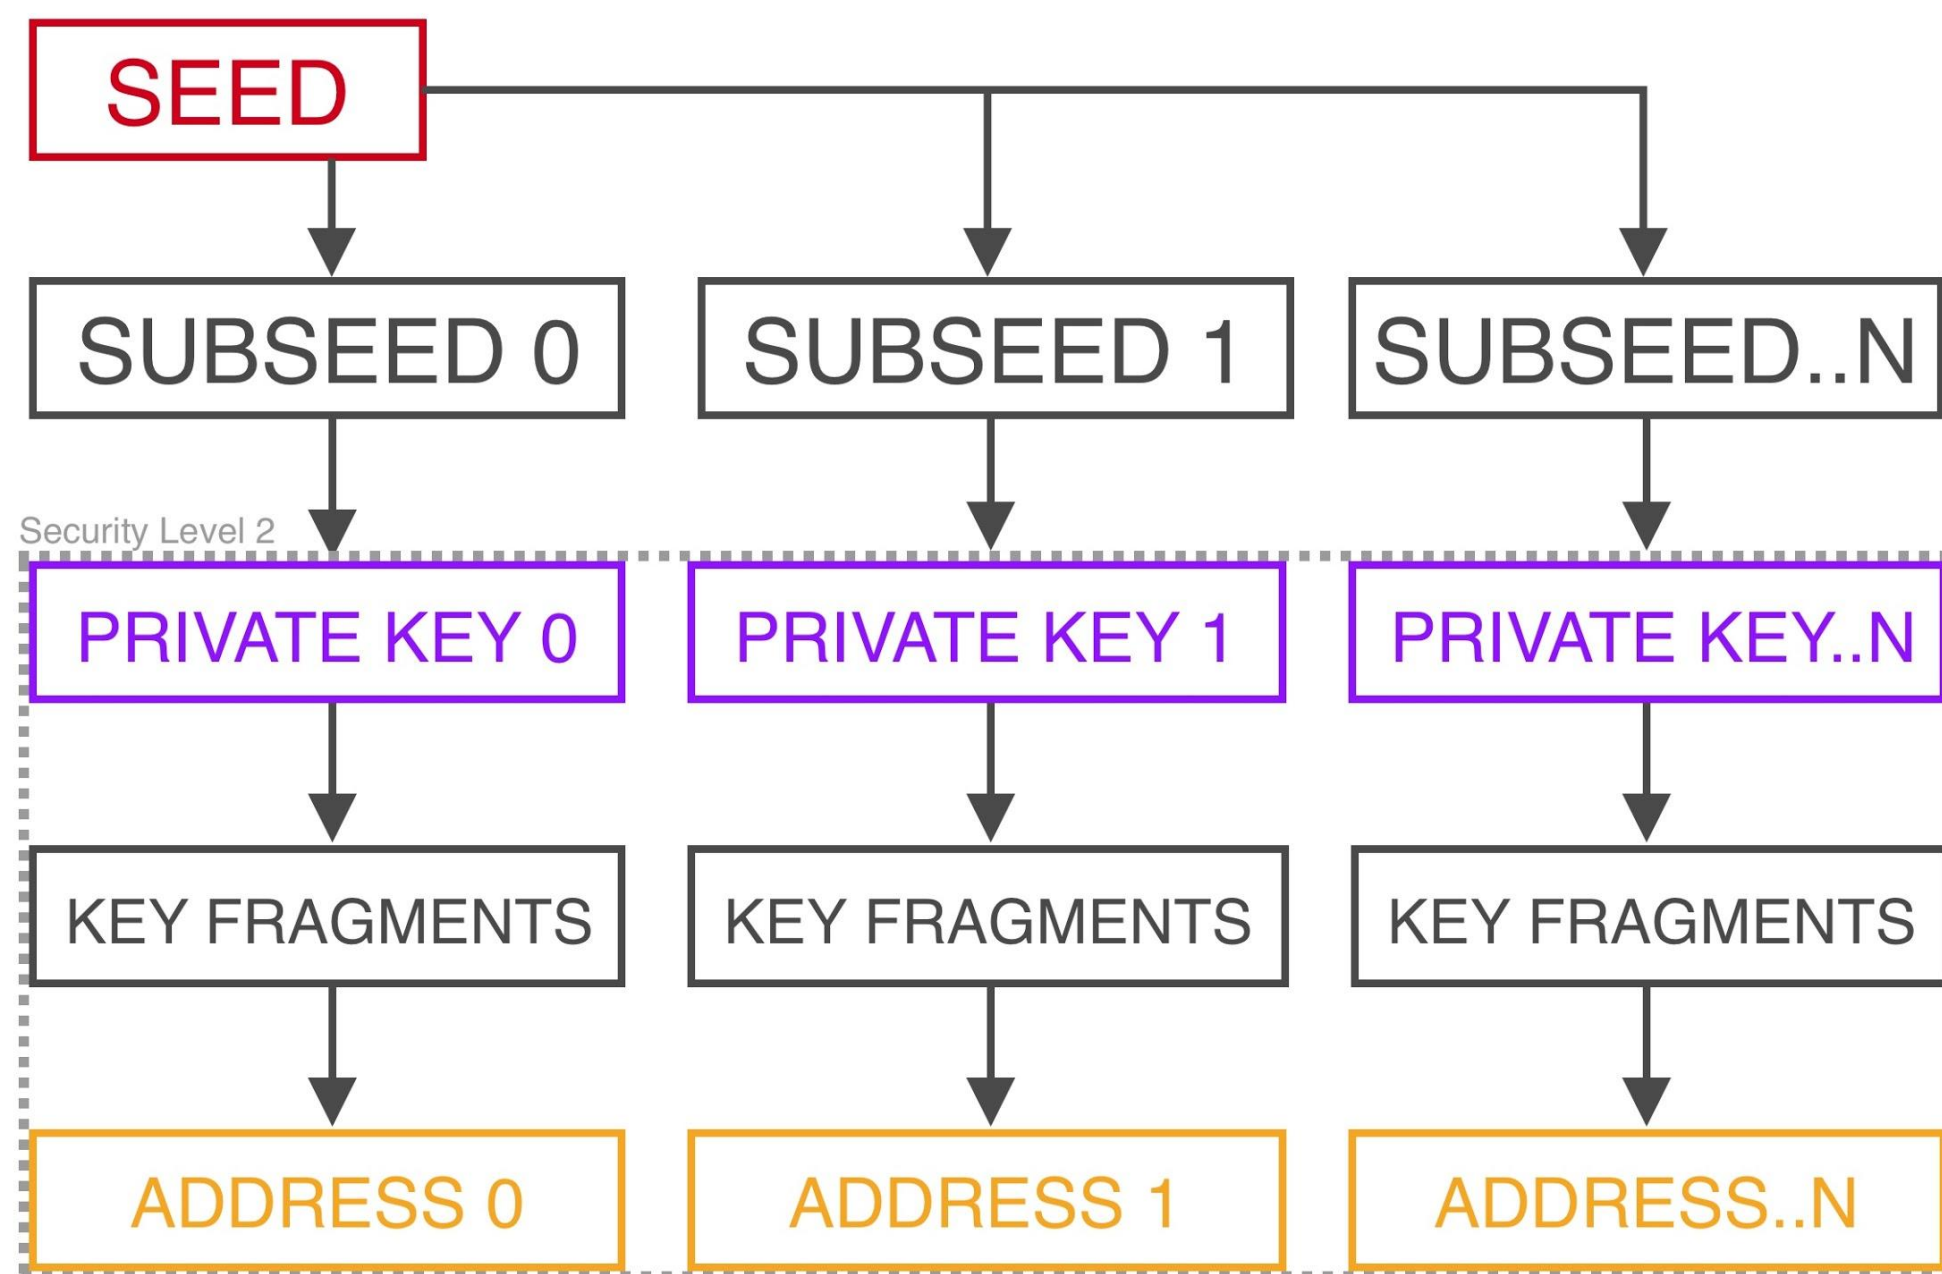 SEED
SUBSEED 0
SUBSEED 1
SUBSEED..N
Security Level 2
PRIVATE KEY 0
PRIVATE KEY 1
PRIVATE KEY..N
KEY FRAGMENTS
KEY FRAGMENTS
KEY FRAGMENTS
ADDRESS 0
ADDRESS 1
ADDRESS..N